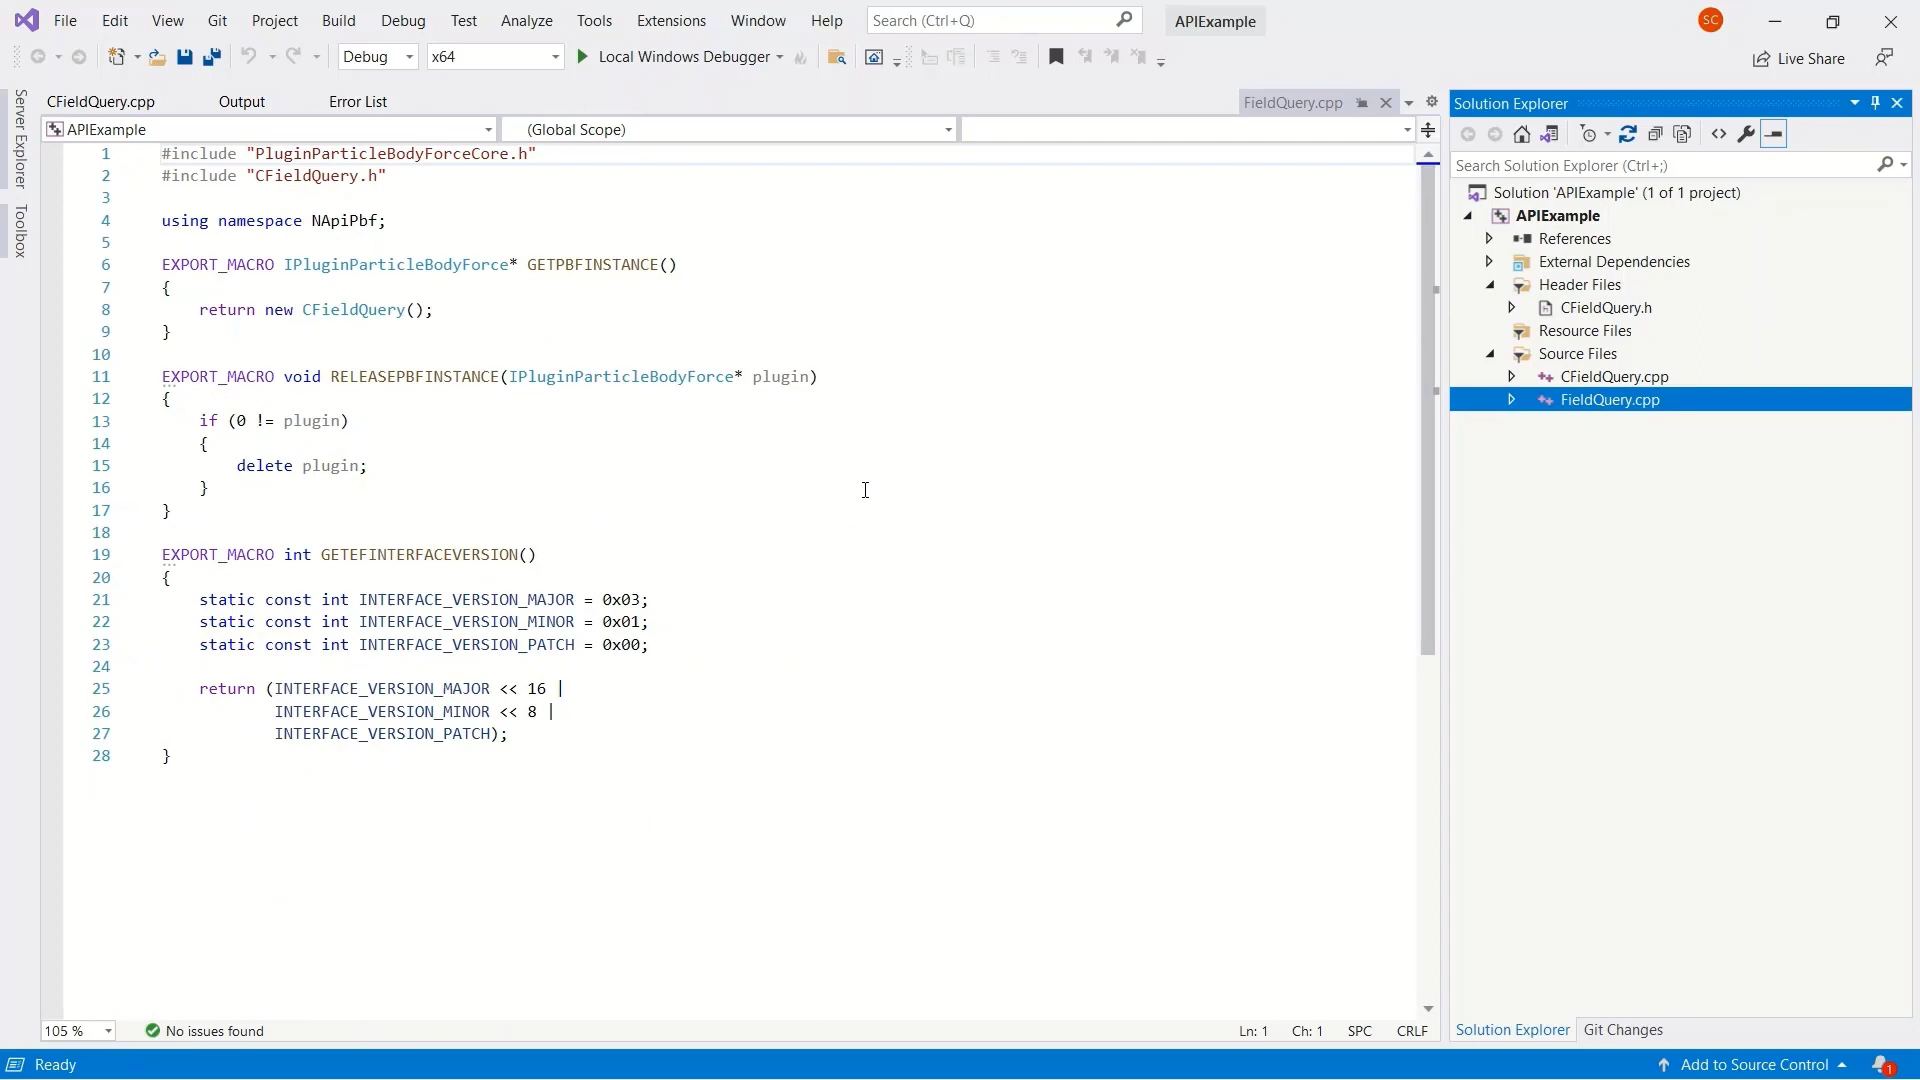 File Edit View Git Project Build Debug Test Analyze Tools Extensions Window Help Search (Ctrl+Q) APIExample SC
Debug x64 Local Windows Debugger Live Share
Server Explorer
Toolbox
CFieldQuery.cpp Output Error List FieldQuery.cpp
APIExample (Global Scope)
1 #include "PluginParticleBodyForceCore.h"
2 #include "CFieldQuery.h"
3
4 using namespace NApiPbf;
5
6 EXPORT_MACRO IPluginParticleBodyForce* GETPBFINSTANCE()
7 {
8 return new CFieldQuery();
9 }
10
11 EXPORT_MACRO void RELEASEPBFINSTANCE(IPluginParticleBodyForce* plugin)
12 {
13 if (0 != plugin)
14 {
15 delete plugin;
16 }
17 }
18
19 EXPORT_MACRO int GETEFINTERFACEVERSION()
20 {
21 static const int INTERFACE_VERSION_MAJOR = 0x03;
22 static const int INTERFACE_VERSION_MINOR = 0x01;
23 static const int INTERFACE_VERSION_PATCH = 0x00;
24
25 return (INTERFACE_VERSION_MAJOR << 16 |
26 INTERFACE_VERSION_MINOR << 8 |
27 INTERFACE_VERSION_PATCH);
28 }
105 % No issues found Ln: 1 Ch: 1 SPC CRLF
Solution Explorer
Search Solution Explorer (Ctrl+;)
Solution 'APIExample' (1 of 1 project)
APIExample
References
External Dependencies
Header Files
CFieldQuery.h
Resource Files
Source Files
CFieldQuery.cpp
FieldQuery.cpp
Solution Explorer Git Changes
Ready Add to Source Control 1